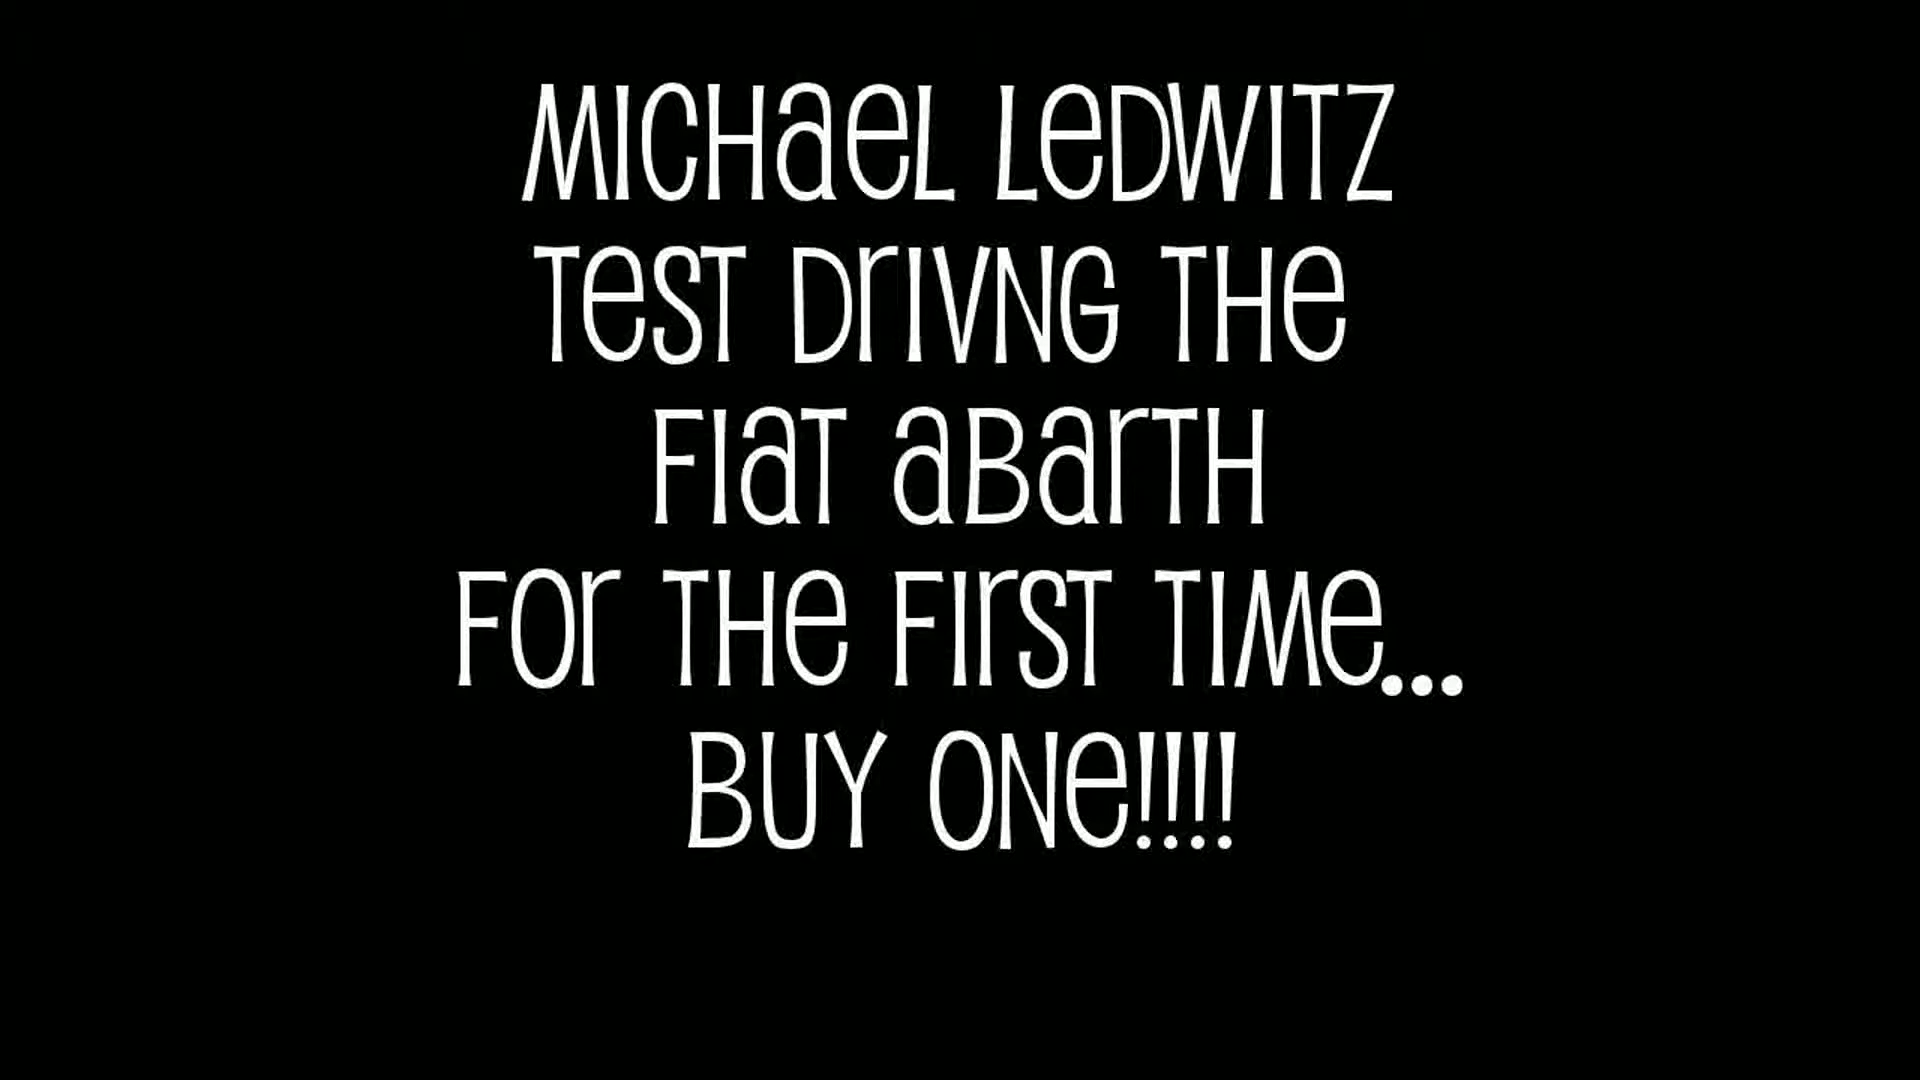 MICHaeL LeDWITZ
TeST DrIVNG THe
FIaT aBarTH
FOr THe FIrST TIMe...
BUY ONe!!!!